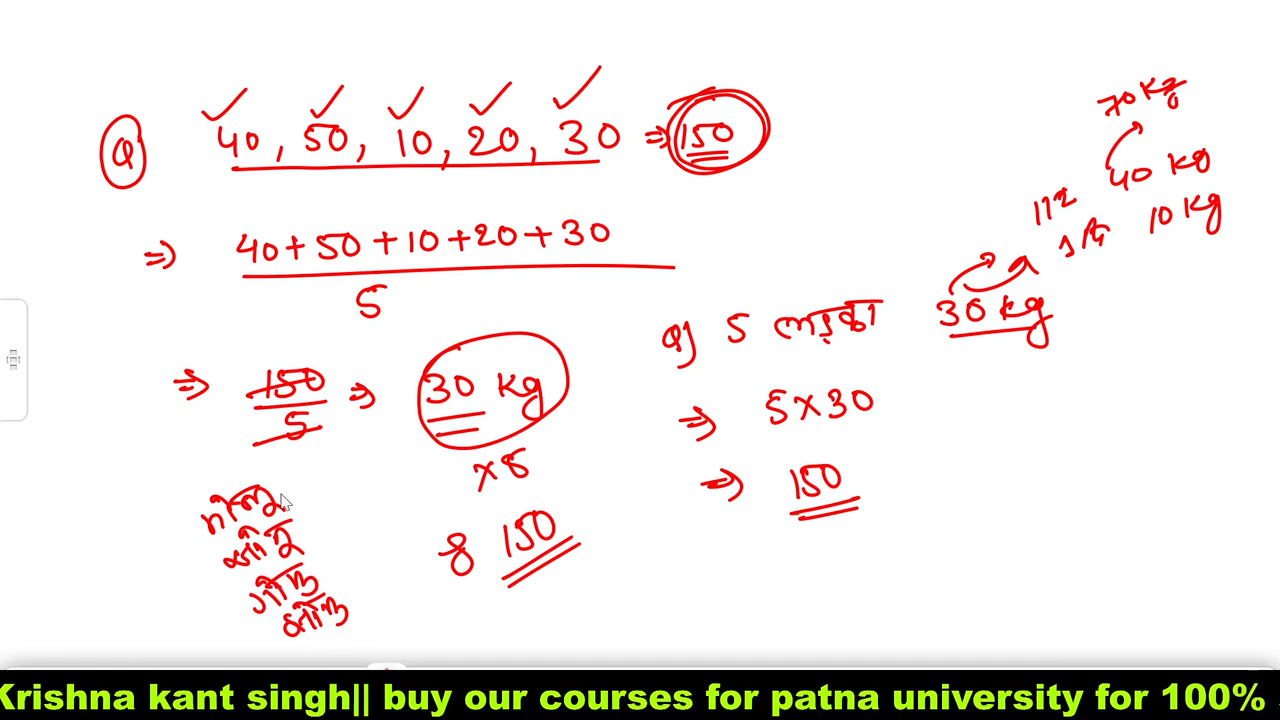 Q) 40, 50, 10, 20, 30 ⇒ 150
⇒ 40+50+10+20+30
5
⇒ 150/5 ⇒ 30 kg
×5
150
Q) 5 लड़का 30 kg
⇒ 5×30
⇒ 150
70 kg
40 kg
10 kg
Krishna kant singh|| buy our courses for patna university for 100%